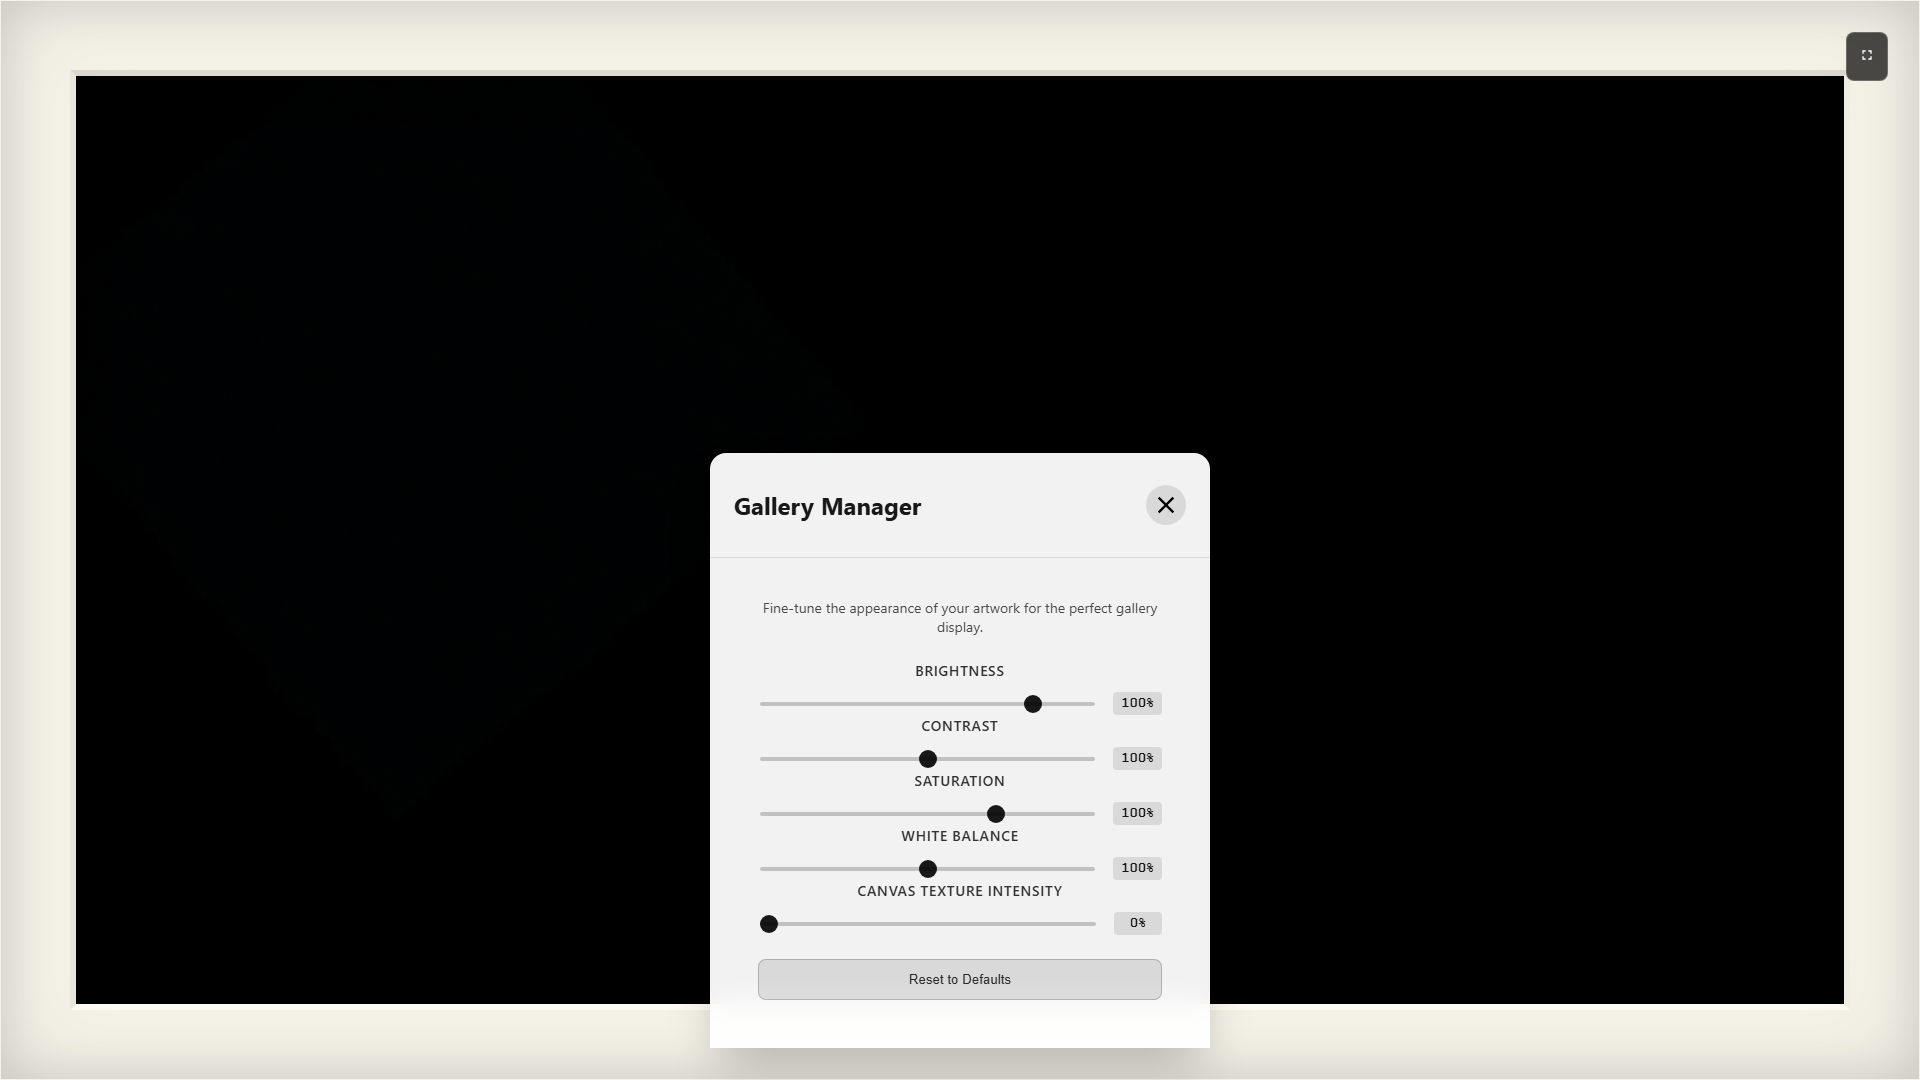 Gallery Manager
Fine-tune the appearance of your artwork for the perfect gallery
display.
BRIGHTNESS
100%
CONTRAST
100%
SATURATION
100%
WHITE BALANCE
100%
CANVAS TEXTURE INTENSITY
0%
Reset to Defaults